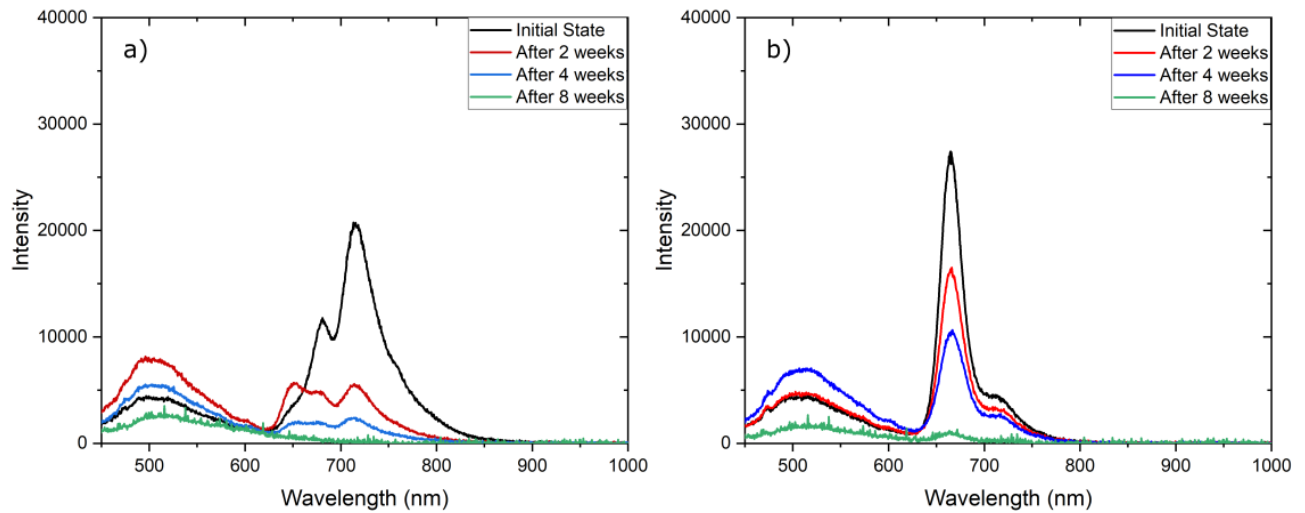 a)
Initial State
After 2 weeks
After 4 weeks
After 8 weeks
40000
30000
20000
10000
0
Intensity
500 600 700 800 900 1000
Wavelength (nm)
b)
Initial State
After 2 weeks
After 4 weeks
After 8 weeks
40000
30000
20000
10000
0
Intensity
500 600 700 800 900 1000
Wavelength (nm)